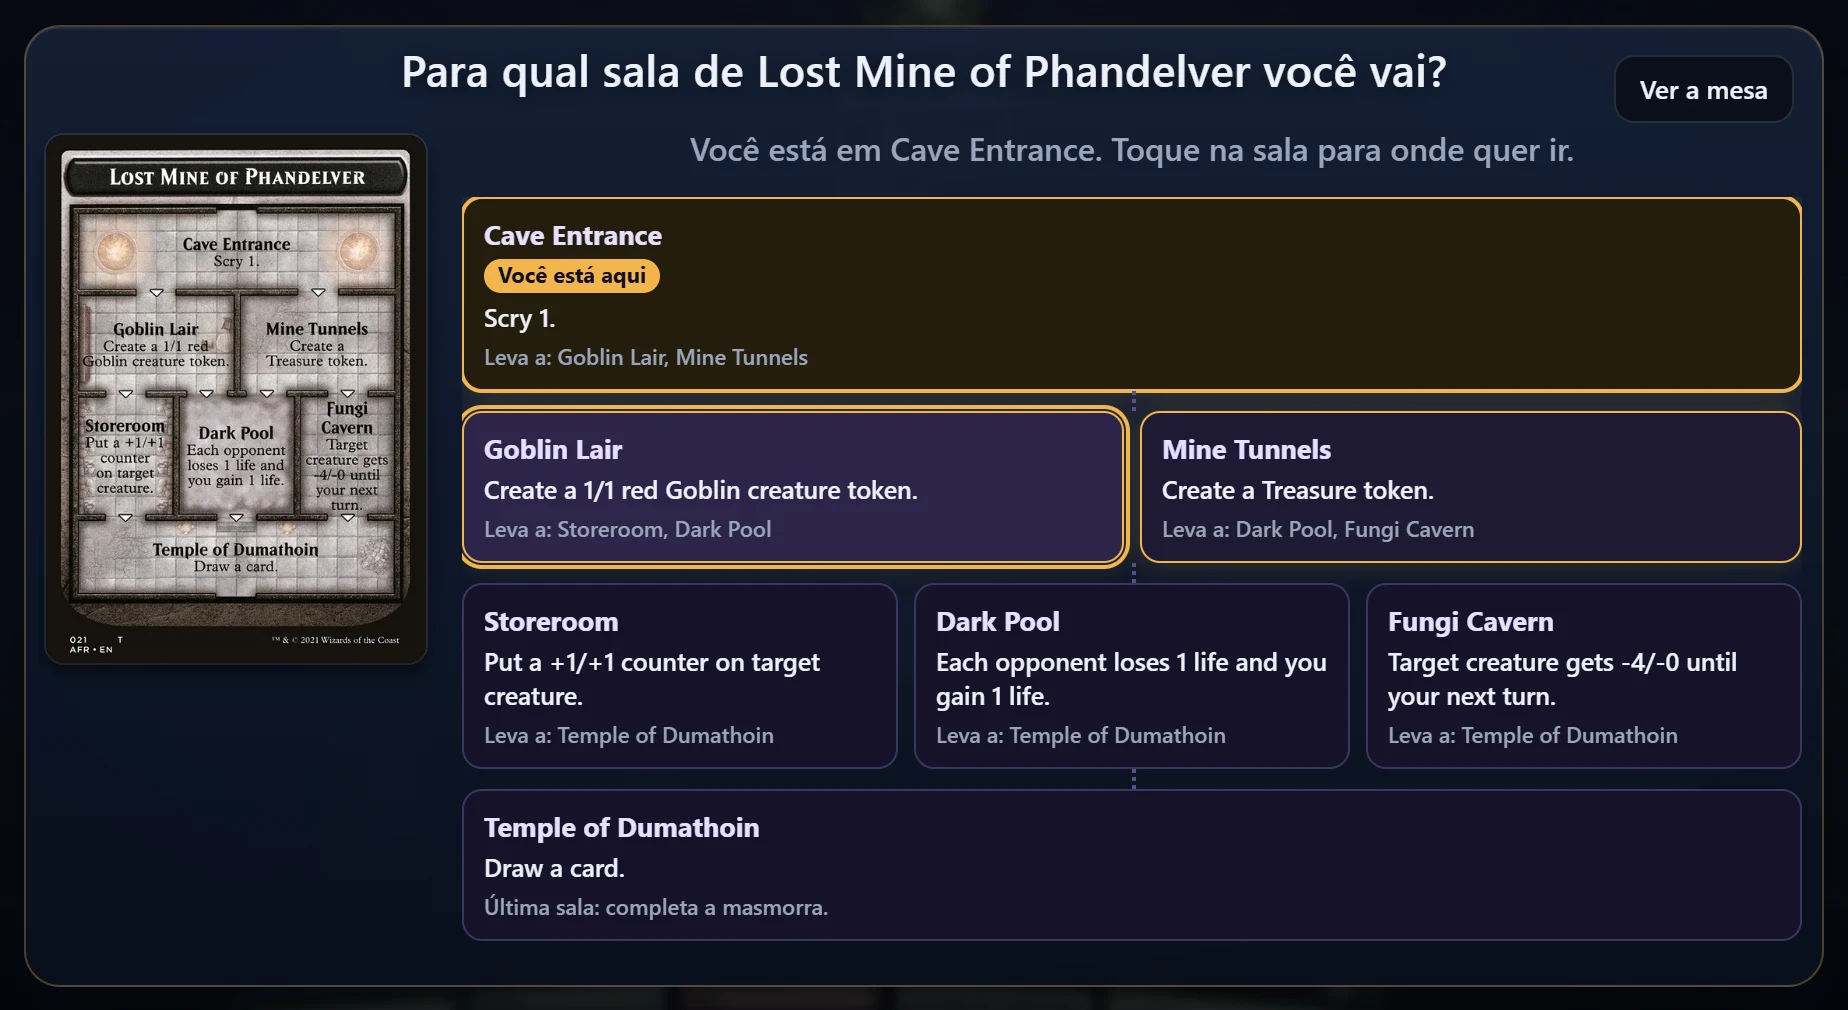 Para qual sala de Lost Mine of Phandelver você vai?
Ver a mesa
Você está em Cave Entrance. Toque na sala para onde quer ir.
LOST MINE OF PHANDELVER
Cave Entrance
Scry 1.
Goblin Lair
Create a 1/1 red
Goblin creature token.
Mine Tunnels
Create a
Treasure token.
Storeroom
Put a +1/+1
counter
on target
creature.
Dark Pool
Each opponent
loses 1 life and
you gain 1 life.
Fungi
Cavern
Target
creature gets
-4/-0 until
your next
turn.
Temple of Dumathoin
Draw a card.
021 T
AFR • EN
™ & © 2021 Wizards of the Coast
Cave Entrance
Você está aqui
Scry 1.
Leva a: Goblin Lair, Mine Tunnels
Goblin Lair
Create a 1/1 red Goblin creature token.
Leva a: Storeroom, Dark Pool
Mine Tunnels
Create a Treasure token.
Leva a: Dark Pool, Fungi Cavern
Storeroom
Put a +1/+1 counter on target
creature.
Leva a: Temple of Dumathoin
Dark Pool
Each opponent loses 1 life and you
gain 1 life.
Leva a: Temple of Dumathoin
Fungi Cavern
Target creature gets -4/-0 until
your next turn.
Leva a: Temple of Dumathoin
Temple of Dumathoin
Draw a card.
Última sala: completa a masmorra.